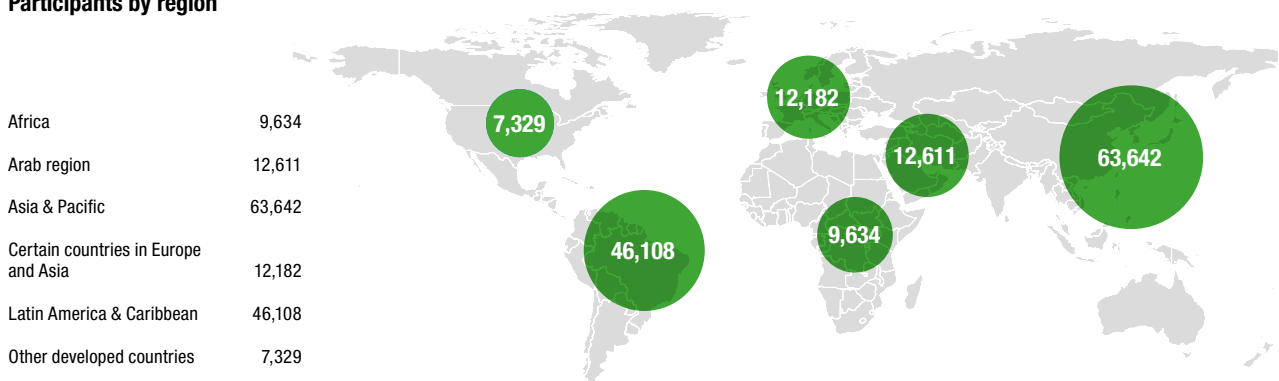 Participants by region
Africa 9,634
Arab region 12,611
Asia & Pacific 63,642
Certain countries in Europe
and Asia 12,182
Latin America & Caribbean 46,108
Other developed countries 7,329
7,329
12,182
12,611
63,642
9,634
46,108